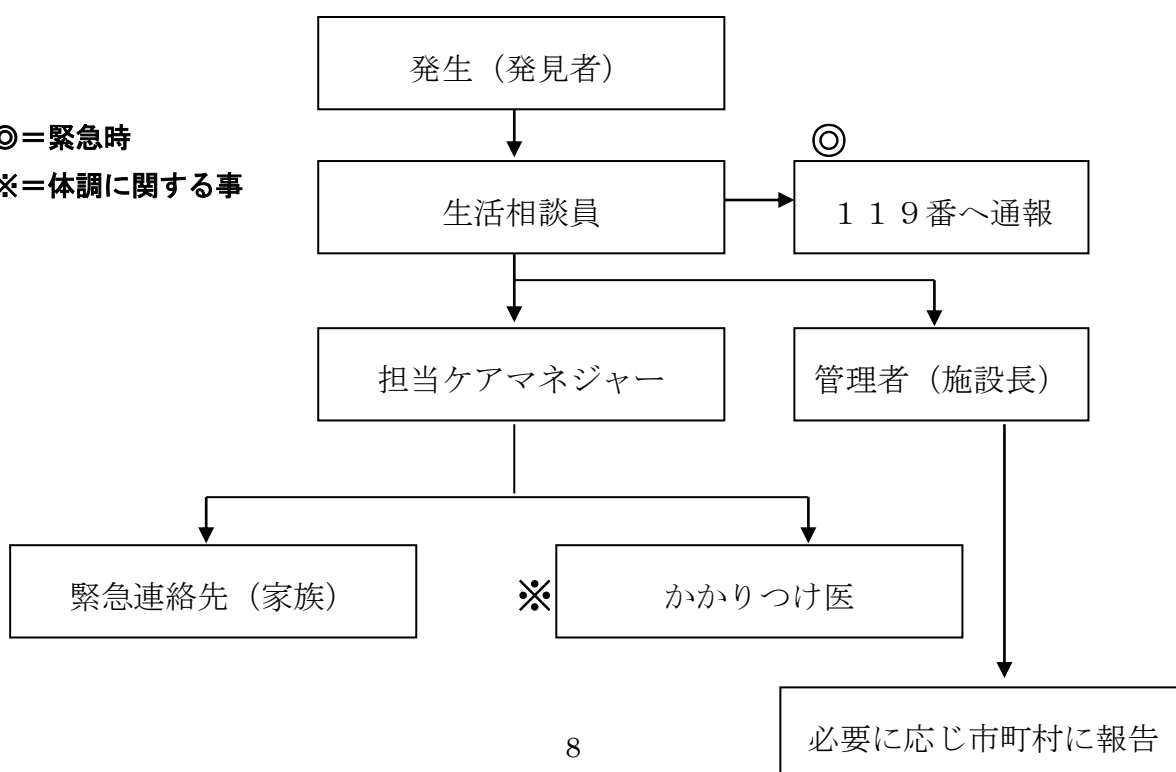 発生（発見者）
◎＝緊急時
※＝体調に関する事
◎
生活相談員
１１９番へ通報
担当ケアマネジャー
管理者（施設長）
緊急連絡先（家族）
※
かかりつけ医
必要に応じ市町村に報告
8